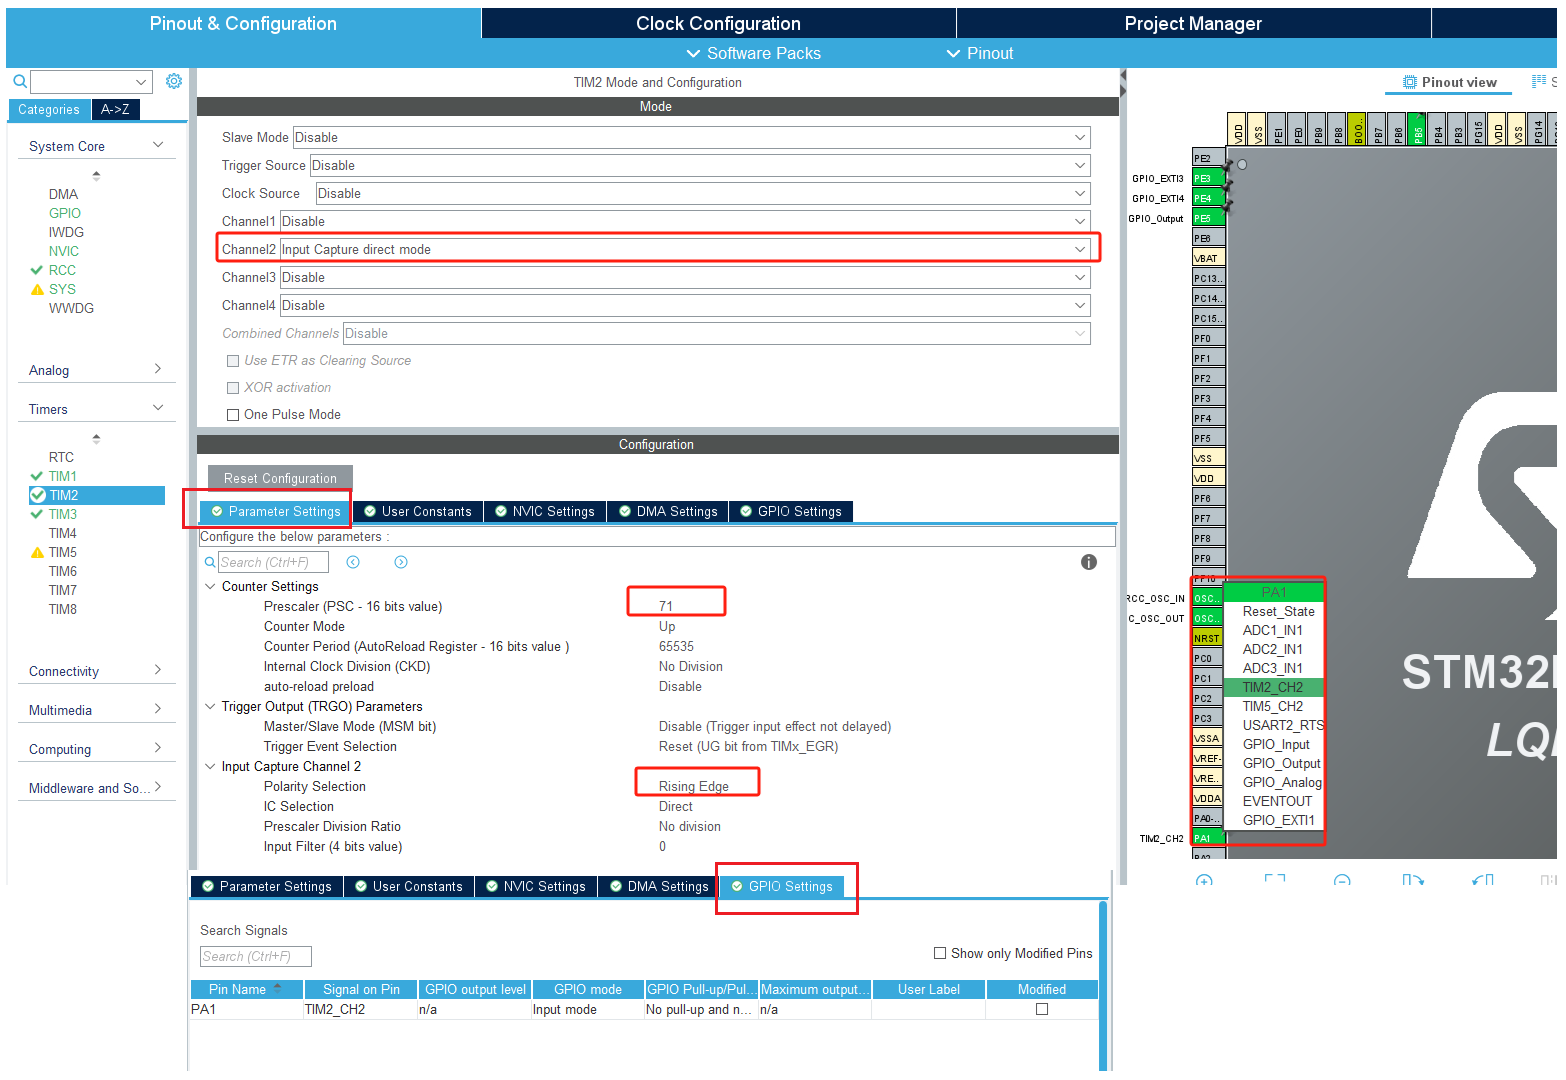 Pinout & Configuration
Clock Configuration
Project Manager
Software Packs
Pinout
TIM2 Mode and Configuration
Pinout view
S
Categories
A->Z
Mode
System Core
DMA
GPIO
IWDG
NVIC
RCC
SYS
WWDG
Analog
Timers
RTC
TIM1
TIM2
TIM3
TIM4
TIM5
TIM6
TIM7
TIM8
Connectivity
Multimedia
Computing
Middleware and So...
Slave Mode Disable
Trigger Source Disable
Clock Source Disable
Channel1 Disable
Channel2 Input Capture direct mode
Channel3 Disable
Channel4 Disable
Combined Channels Disable
Use ETR as Clearing Source
XOR activation
One Pulse Mode
Configuration
Reset Configuration
Parameter Settings
User Constants
NVIC Settings
DMA Settings
GPIO Settings
Configure the below parameters :
Search (Ctrl+F)
Counter Settings
Prescaler (PSC - 16 bits value) 71
Counter Mode Up
Counter Period (AutoReload Register - 16 bits value ) 65535
Internal Clock Division (CKD) No Division
auto-reload preload Disable
Trigger Output (TRGO) Parameters
Master/Slave Mode (MSM bit) Disable (Trigger input effect not delayed)
Trigger Event Selection Reset (UG bit from TIMx_EGR)
Input Capture Channel 2
Polarity Selection Rising Edge
IC Selection Direct
Prescaler Division Ratio No division
Input Filter (4 bits value) 0
Parameter Settings
User Constants
NVIC Settings
DMA Settings
GPIO Settings
Search Signals
Search (Ctrl+F)
Show only Modified Pins
Pin Name Signal on Pin GPIO output level GPIO mode GPIO Pull-up/Pul... Maximum output... User Label Modified
PA1 TIM2_CH2 n/a Input mode No pull-up and n... n/a
VDD
VSS
PE1
PE0
PB9
PB8
BOO..
PB7
PB6
PB5
PB4
PB3
PG15
VDD
VSS
PG14
PE2
GPIO_EXTI3 PE3
GPIO_EXTI4 PE4
GPIO_Output PE5
PE6
VBAT
PC13..
PC14..
PC15..
PF0
PF1
PF2
PF3
PF4
PF5
VSS
VDD
PF6
PF7
PF8
PF9
PF10
RCC_OSC_IN OSC..
C_OSC_OUT OSC..
NRST
PC0
PC1
PC2
PC3
VSSA
VREF-
VRE..
VDDA
PA0-..
TIM2_CH2 PA1
PA2
PA1
Reset_State
ADC1_IN1
ADC2_IN1
ADC3_IN1
TIM2_CH2
TIM5_CH2
USART2_RTS
GPIO_Input
GPIO_Output
GPIO_Analog
EVENTOUT
GPIO_EXTI1
STM32
LQ